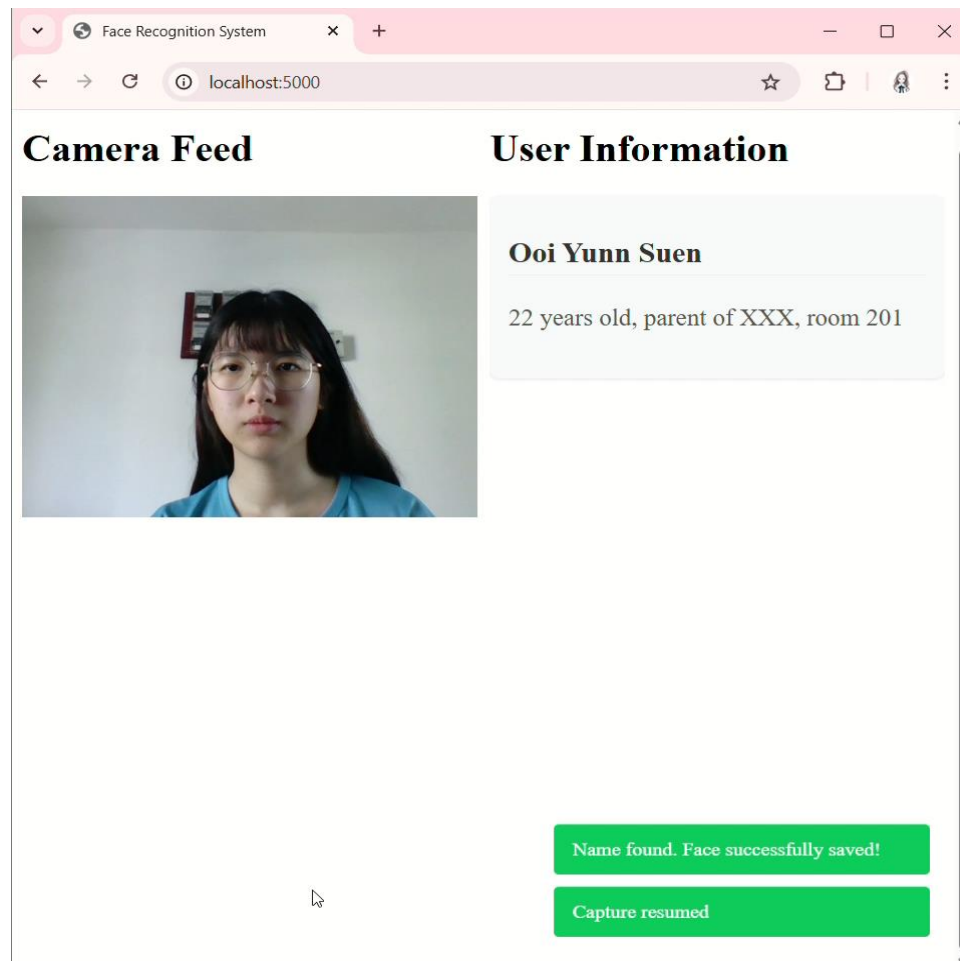 Face Recognition System
localhost:5000
Camera Feed
User Information
Ooi Yunn Suen
22 years old, parent of XXX, room 201
Name found. Face successfully saved!
Capture resumed